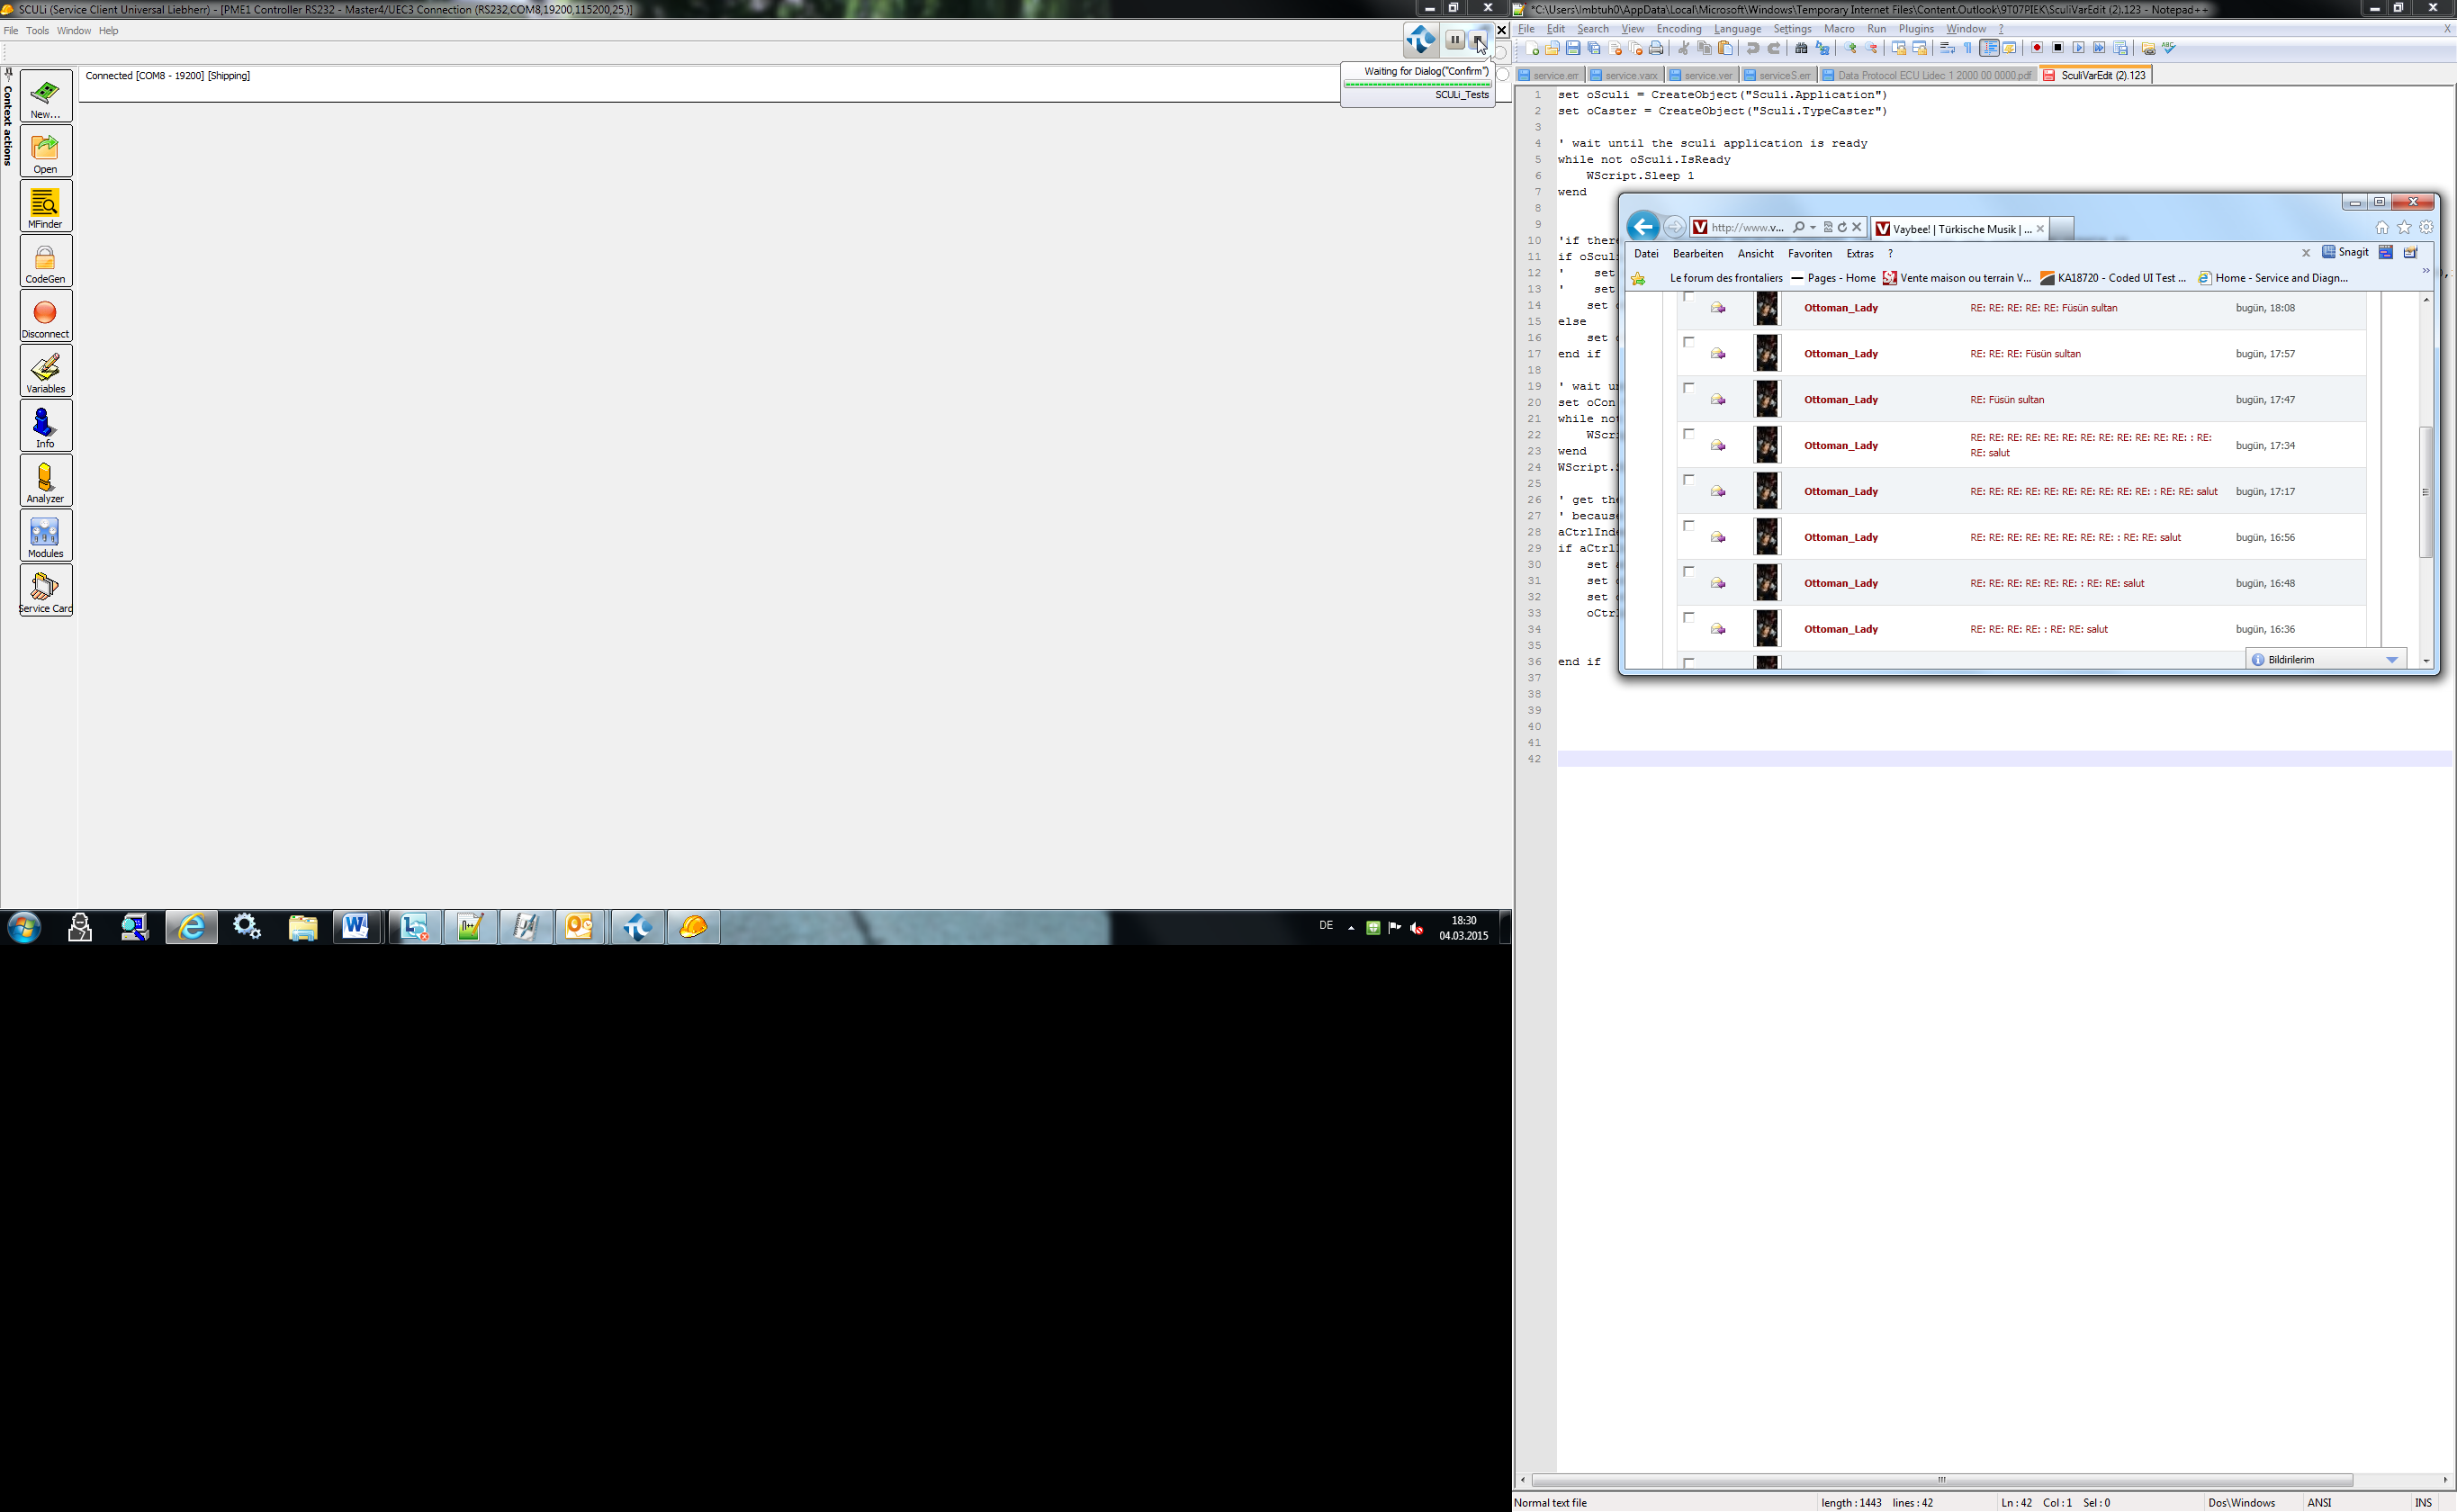 SCULi (Service Client Universal Liebherr) - [PME1 Controller RS232 - Master4/UEC3 Connection (RS232,COM8,19200,115200,25,)]
File Tools Window Help
Connected [COM8 - 19200] [Shipping]
Waiting for Dialog("Confirm")
SCULi_Tests
Context actions
New...
Open
MFinder
CodeGen
Disconnect
Variables
Info
Analyzer
Modules
Service Card
DE
18:30
04.03.2015
*C:\Users\lmbtuh0\AppData\Local\Microsoft\Windows\Temporary Internet Files\Content.Outlook\9T07PIEK\SculiVarEdit (2).123 - Notepad++
File Edit Search View Encoding Language Settings Macro Run Plugins Window ? X
service.err service.varx service.ver serviceS.err Data Protocol ECU Lidec 1 2000 00 0000.pdf SculiVarEdit (2).123
1 set oSculi = CreateObject("Sculi.Application")
2 set oCaster = CreateObject("Sculi.TypeCaster")
3
4 ' wait until the sculi application is ready
5 while not oSculi.IsReady
6 WScript.Sleep 1
7 wend
8
9
10 'if there
11 if oSculi
12 ' set
13 ' set
14 set
15 else
16 set
17 end if
18
19 ' wait
20 set oCon
21 while not
22 WScr
23 wend
24 WScript.
25
26 ' get the
27 ' because
28 aCtrlInde
29 if aCtrl
30 set
31 set
32 set
33 oCtr
34
35
36 end if
37
38
39
40
41
42
http://www.v...
Vaybee! | Türkische Musik | ...
Datei Bearbeiten Ansicht Favoriten Extras ?
x Snagit
Le forum des frontaliers Pages - Home Vente maison ou terrain V... KA18720 - Coded UI Test ... Home - Service and Diagn...
Ottoman_Lady RE: RE: RE: RE: RE: Füsün sultan bugün, 18:08
Ottoman_Lady RE: RE: RE: Füsün sultan bugün, 17:57
Ottoman_Lady RE: Füsün sultan bugün, 17:47
Ottoman_Lady RE: RE: RE: RE: RE: RE: RE: RE: RE: RE: RE: RE: : RE: bugün, 17:34
RE: salut
Ottoman_Lady RE: RE: RE: RE: RE: RE: RE: RE: RE: RE: : RE: RE: salut bugün, 17:17
Ottoman_Lady RE: RE: RE: RE: RE: RE: RE: RE: : RE: RE: salut bugün, 16:56
Ottoman_Lady RE: RE: RE: RE: RE: RE: : RE: RE: salut bugün, 16:48
Ottoman_Lady RE: RE: RE: RE: : RE: RE: salut bugün, 16:36
Bildirilerim
Normal text file length : 1443 lines : 42 Ln : 42 Col : 1 Sel : 0 Dos\Windows ANSI INS